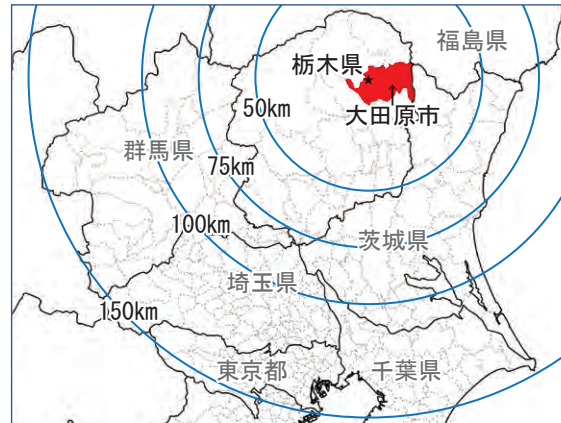 福島県
栃木県
50km
大田原市
群馬県
75km
100km
茨城県
埼玉県
150km
東京都
千葉県